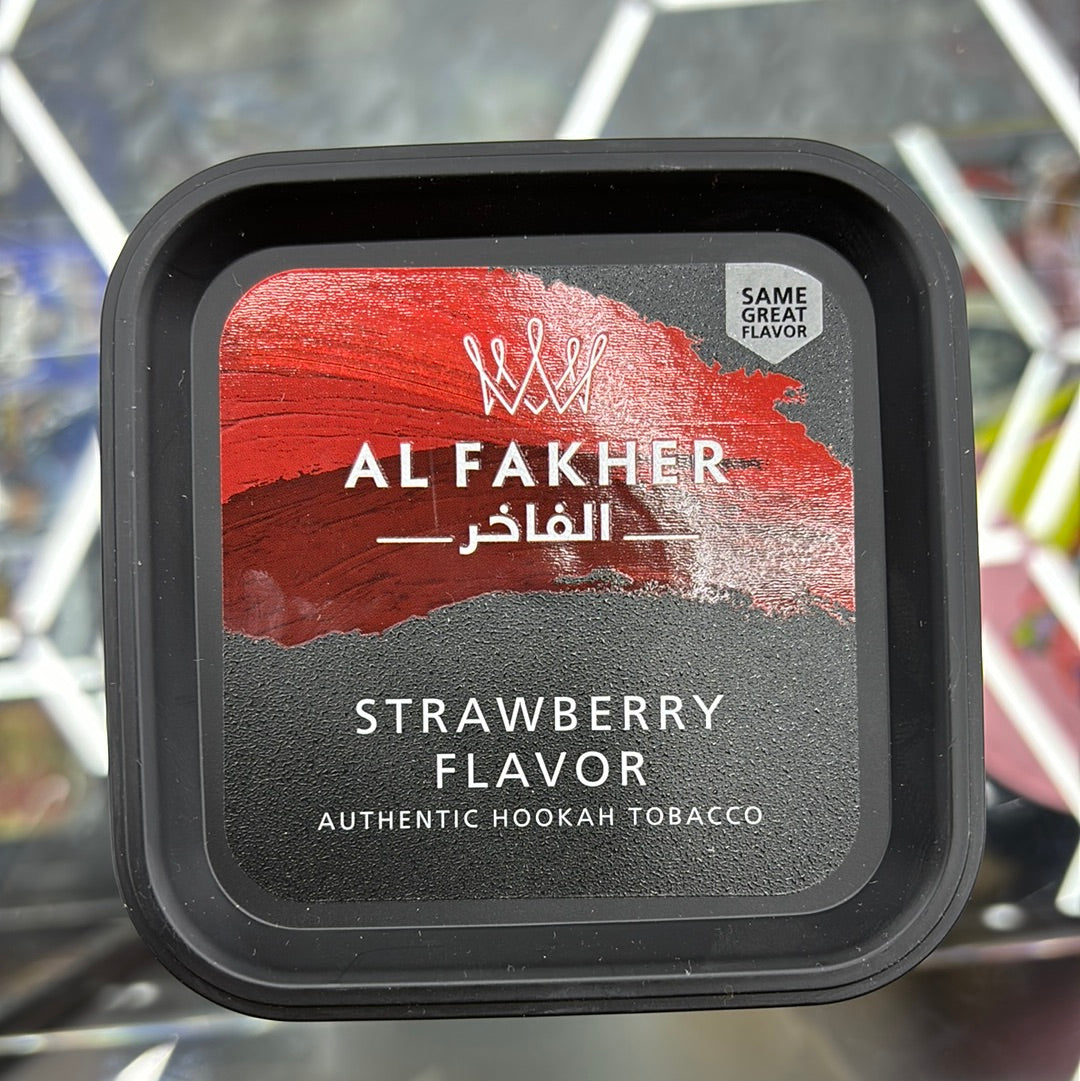 SAME
GREAT
FLAVOR
AL FAKHER
الفاخر
STRAWBERRY
FLAVOR
AUTHENTIC HOOKAH TOBACCO